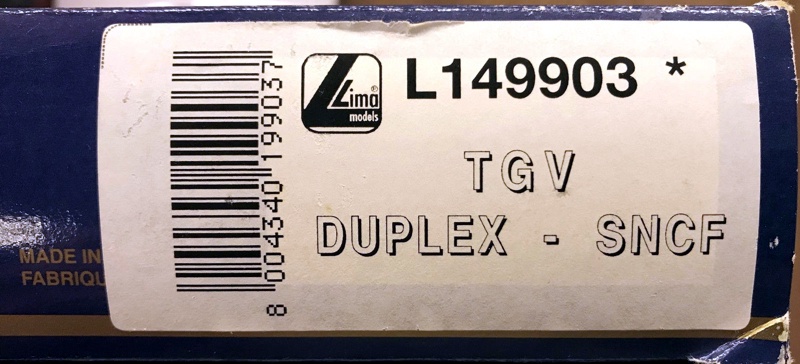 Lima®
models
L149903 *
TGV
DUPLEX - SNCF
8 004340 199037
MADE IN
FABRIQU